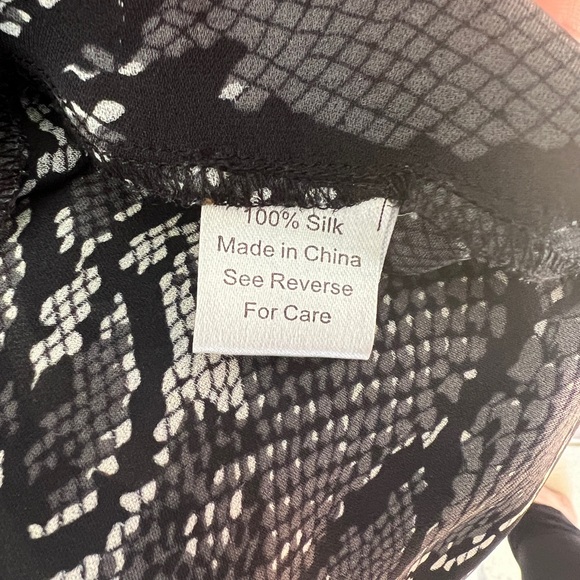 100% Silk
Made in China
See Reverse
For Care